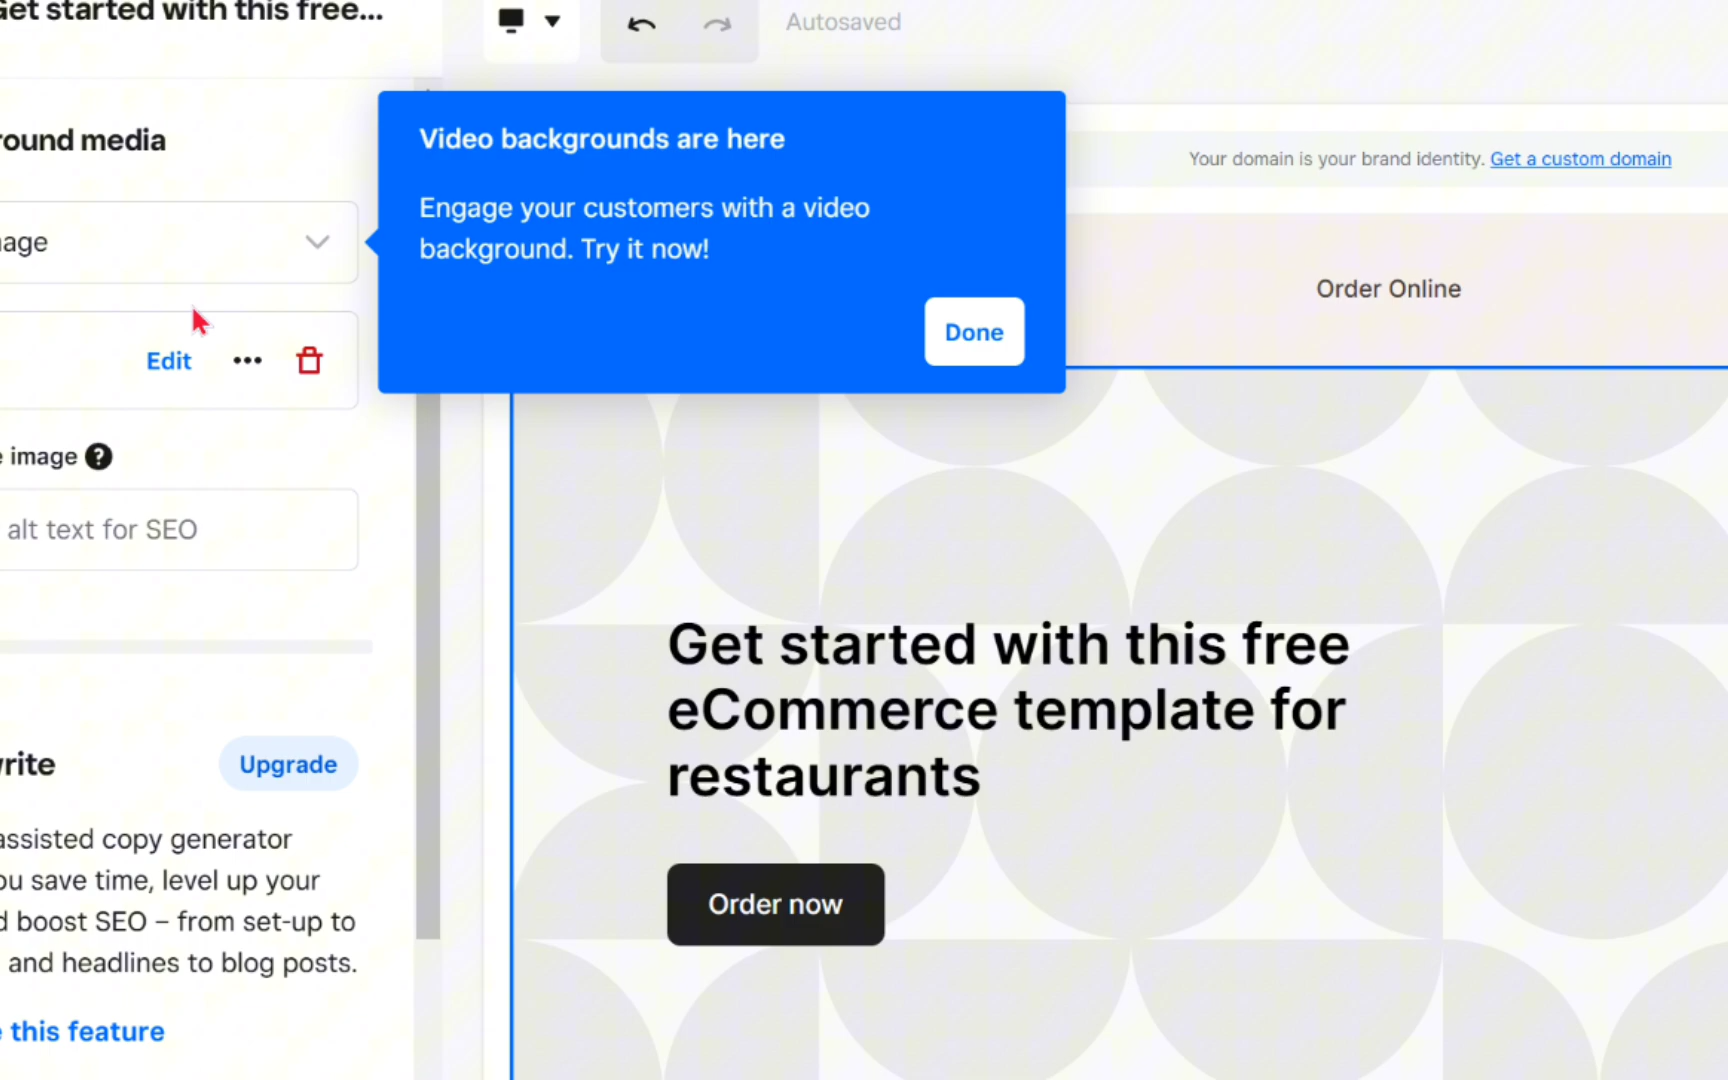 Get started with this free...
Autosaved
round media
Video backgrounds are here
Engage your customers with a video
background. Try it now!
Done
Your domain is your brand identity. Get a custom domain
Order Online
Edit
image
alt text for SEO
Get started with this free
eCommerce template for
restaurants
Order now
Upgrade
assisted copy generator
ou save time, level up your
d boost SEO – from set-up to
and headlines to blog posts.
this feature